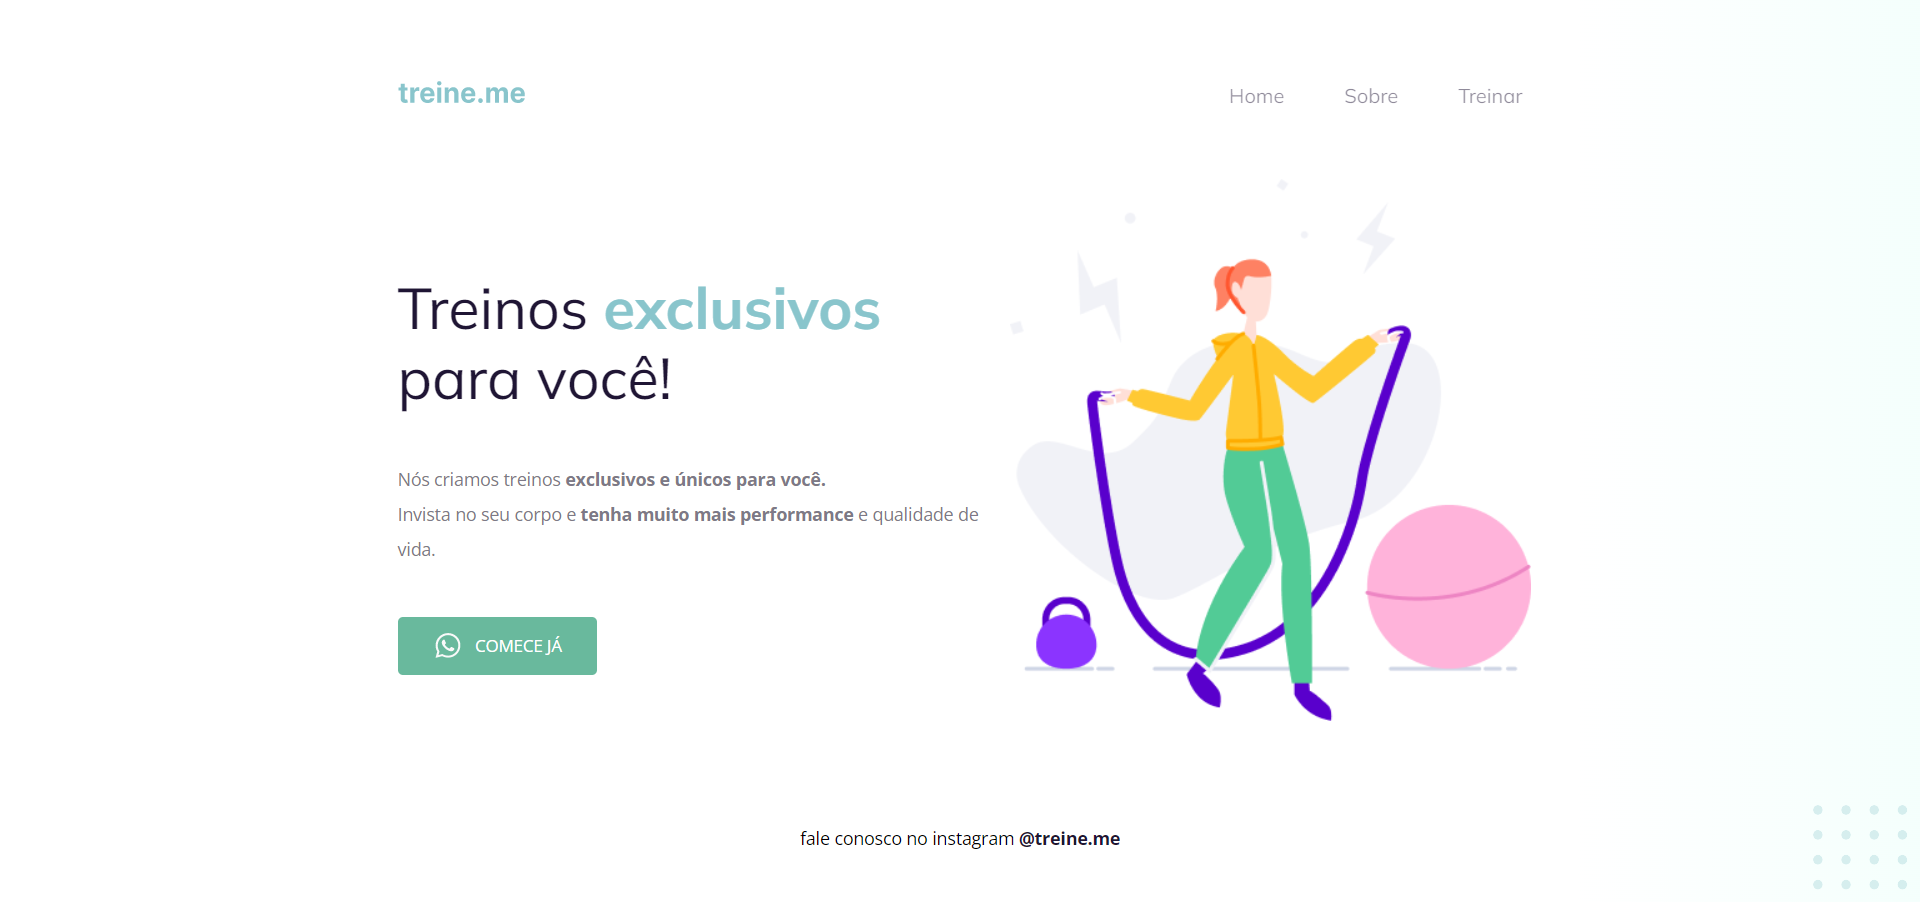 treine.me
Home Sobre Treinar
Treinos exclusivos
para você!
Nós criamos treinos exclusivos e únicos para você.
Invista no seu corpo e tenha muito mais performance e qualidade de
vida.
COMECE JÁ
fale conosco no instagram @treine.me